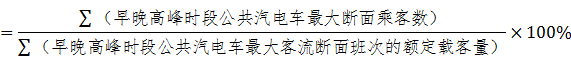 = ∑（早晚高峰时段公共汽电车最大断面乘客数）
∑（早晚高峰时段公共汽电车最大客流断面班次的额定载客量） ×100%